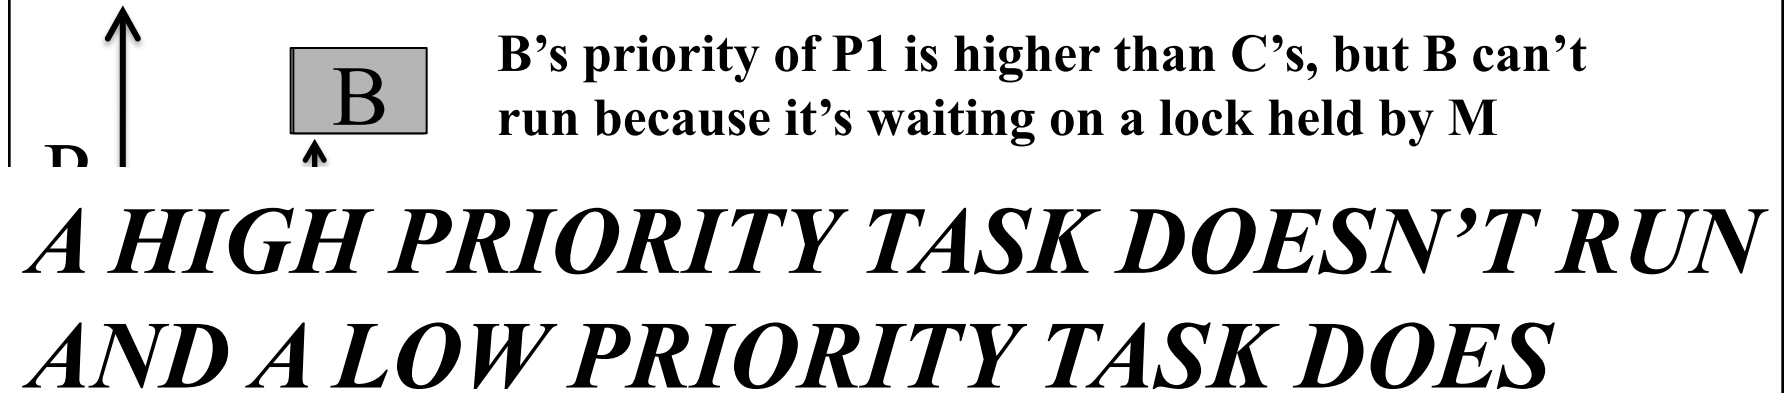 B
B’s priority of P1 is higher than C’s, but B can’t
run because it’s waiting on a lock held by M
A HIGH PRIORITY TASK DOESN’T RUN
AND A LOW PRIORITY TASK DOES